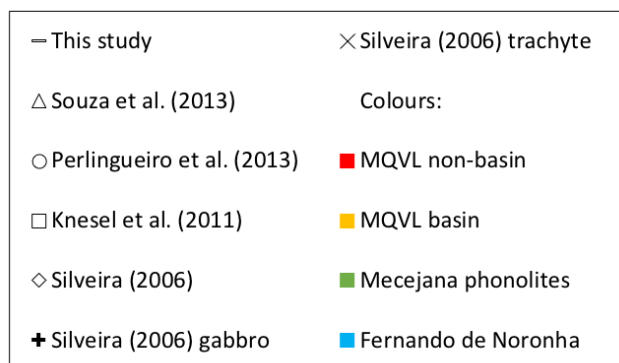 This study
Souza et al. (2013)
Perlingueiro et al. (2013)
Knesel et al. (2011)
Silveira (2006)
Silveira (2006) gabbro
Silveira (2006) trachyte
Colours:
MQVL non-basin
MQVL basin
Mecejana phonolites
Fernando de Noronha